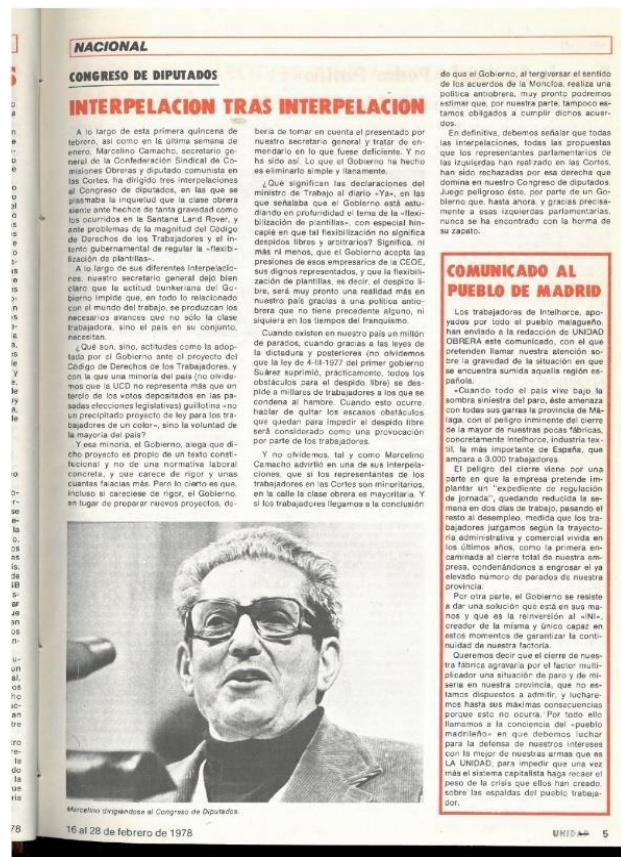 NACIONAL
CONGRESO DE DIPUTADOS
INTERPELACION TRAS INTERPELACION
A lo largo de esta primera quincena de
febrero, así como en la última semana de
enero, Marcelino Camacho, secretario ge-
neral de la Confederación Sindical de Co-
misiones Obreras y diputado comunista en
las Cortes, ha dirigido tres interpelaciones
al Congreso de diputados, en las que se
plasmaba la inquietud que la clase obrera
siente ante hechos de tanta gravedad como
los ocurridos en la Santana Land Rover, y
ante problemas de la magnitud del Código
de Derechos de los Trabajadores y el in-
tento gubernamental de regular la «flexibi-
lización de plantillas».
A lo largo de sus diferentes interpelacio-
nes, nuestro secretario general dejó bien
claro que la actitud bunkeriana del Go-
bierno impide que, en todo lo relacionado
con el mundo del trabajo, se produzcan los
necesarios avances que no sólo la clase
trabajadora, sino el país en su conjunto,
necesitan.
¿Qué son, sino, actitudes como la adop-
tada por el Gobierno ante el proyecto del
Código de Derechos de los Trabajadores, y
con la que una minoría del país (no olvide-
mos que la UCD no representa más que un
tercio de los votos depositados en las pa-
sadas elecciones legislativas) guillotina «no
un precipitado proyecto de ley para los tra-
bajadores de un color», sino la voluntad de
la mayoría del país?
Y esa minoría, el Gobierno, alega que di-
cho proyecto es propio de un texto consti-
tucional y no de una normativa laboral
concreta, y que carece de rigor y unas
cuantas falacias más. Pero lo cierto es que,
incluso si careciese de rigor, el Gobierno,
en lugar de preparar nuevos proyectos, de-
bería de tomar en cuenta el presentado por
nuestro secretario general y tratar de en-
mendarlo en lo que fuese deficiente. Y no
ha sido así. Lo que el Gobierno ha hecho
es eliminarlo simple y llanamente.
¿Qué significan las declaraciones del
ministro de Trabajo al diario «Ya», en las
que señalaba que el Gobierno está estu-
diando en profundidad el tema de la «flexi-
bilización de plantillas», con especial hin-
capié en que tal flexibilización no significa
despidos libres y arbitrarios? Significa, ni
más ni menos, que el Gobierno acepta las
presiones de esos empresarios de la CEOE,
sus dignos representados, y que la flexibili-
zación de plantillas, es decir, el despido li-
bre, será muy pronto una realidad más en
nuestro país gracias a una política antio-
brera que no tiene precedente alguno, ni
siquiera en los tiempos del franquismo.
Cuando existen en nuestro país un millón
de parados, cuando gracias a las leyes de
la dictadura y posteriores (no olvidemos
que la ley de 4-III-1977 del primer gobierno
Suárez suprimió, prácticamente, todos los
obstáculos para el despido libre) se des-
pide a millares de trabajadores a los que se
condena al hambre. Cuando esto ocurre,
hablar de quitar los escasos obstáculos
que quedan para impedir el despido libre
será considerado como una provocación
por parte de los trabajadores.
Y no olvidemos, tal y como Marcelino
Camacho advirtió en una de sus interpela-
ciones, que si los representantes de los
trabajadores en las Cortes son minoritarios,
en la calle la clase obrera es mayoritaria. Y
si los trabajadores llegamos a la conclusión
de que el Gobierno, al tergiversar el sentido
de los acuerdos de la Moncloa, realiza una
política antiobrera, muy pronto podremos
estimar que, por nuestra parte, tampoco es-
tamos obligados a cumplir dichos acuer-
dos.
En definitiva, debemos señalar que todas
las interpelaciones, todas las propuestas
que los representantes parlamentarios de
las izquierdas han realizado en las Cortes,
han sido rechazadas por esa derecha que
domina en nuestro Congreso de diputados.
Juego peligroso éste, por parte de un Go-
bierno que, hasta ahora, y gracias precisa-
mente a esas izquierdas parlamentarias,
nunca se ha encontrado con la horma de
su zapato.
COMUNICADO AL
PUEBLO DE MADRID
Los trabajadores de Intelhorce, apo-
yados por todo el pueblo malagueño,
han enviado a la redacción de UNIDAD
OBRERA este comunicado, con el que
pretenden llamar nuestra atención so-
bre la gravedad de la situación en que
se encuentra sumida aquella región es-
pañola.
«Cuando todo el país vive bajo la
sombra siniestra del paro, éste amenaza
con todas sus garras la provincia de Má-
laga, con el peligro inminente del cierre
de la mayor de nuestras pocas fábricas,
concretamente Intelhorce, industria tex-
til, la más importante de España, que
ampara a 3.000 trabajadores.
El peligro del cierre viene por una
parte en que la empresa pretende im-
plantar un "expediente de regulación
de jornada", quedando reducida la se-
mana en dos días de trabajo, pasando el
resto al desempleo, medida que los tra-
bajadores juzgamos según la trayecto-
ria administrativa y comercial vivida en
los últimos años, como la primera en-
caminada al cierre total de nuestra em-
presa, condenándonos a engrosar el ya
elevado número de parados de nuestra
provincia.
Por otra parte, el Gobierno se resiste
a dar una solución que está en sus ma-
nos y que es la reinversión al «INI»,
creador de la misma y único capaz en
estos momentos de garantizar la conti-
nuidad de nuestra factoría.
Queremos decir que el cierre de nues-
tra fábrica agravaría por el factor multi-
plicador una situación de paro y de mi-
seria en nuestra provincia, que no es-
tamos dispuestos a admitir, y luchare-
mos hasta sus máximas consecuencias
porque esto no ocurra. Por todo ello
llamamos a la conciencia del «pueblo
madrileño» en que debemos luchar
para la defensa de nuestros intereses
con la mejor de nuestras armas que es
LA UNIDAD, para impedir que una vez
más el sistema capitalista haga recaer el
peso de la crisis que ellos han creado,
sobre las espaldas del pueblo trabaja-
dor.
Marcelino dirigiéndose al Congreso de Diputados.
16 al 28 de febrero de 1978
UNIDAD 5